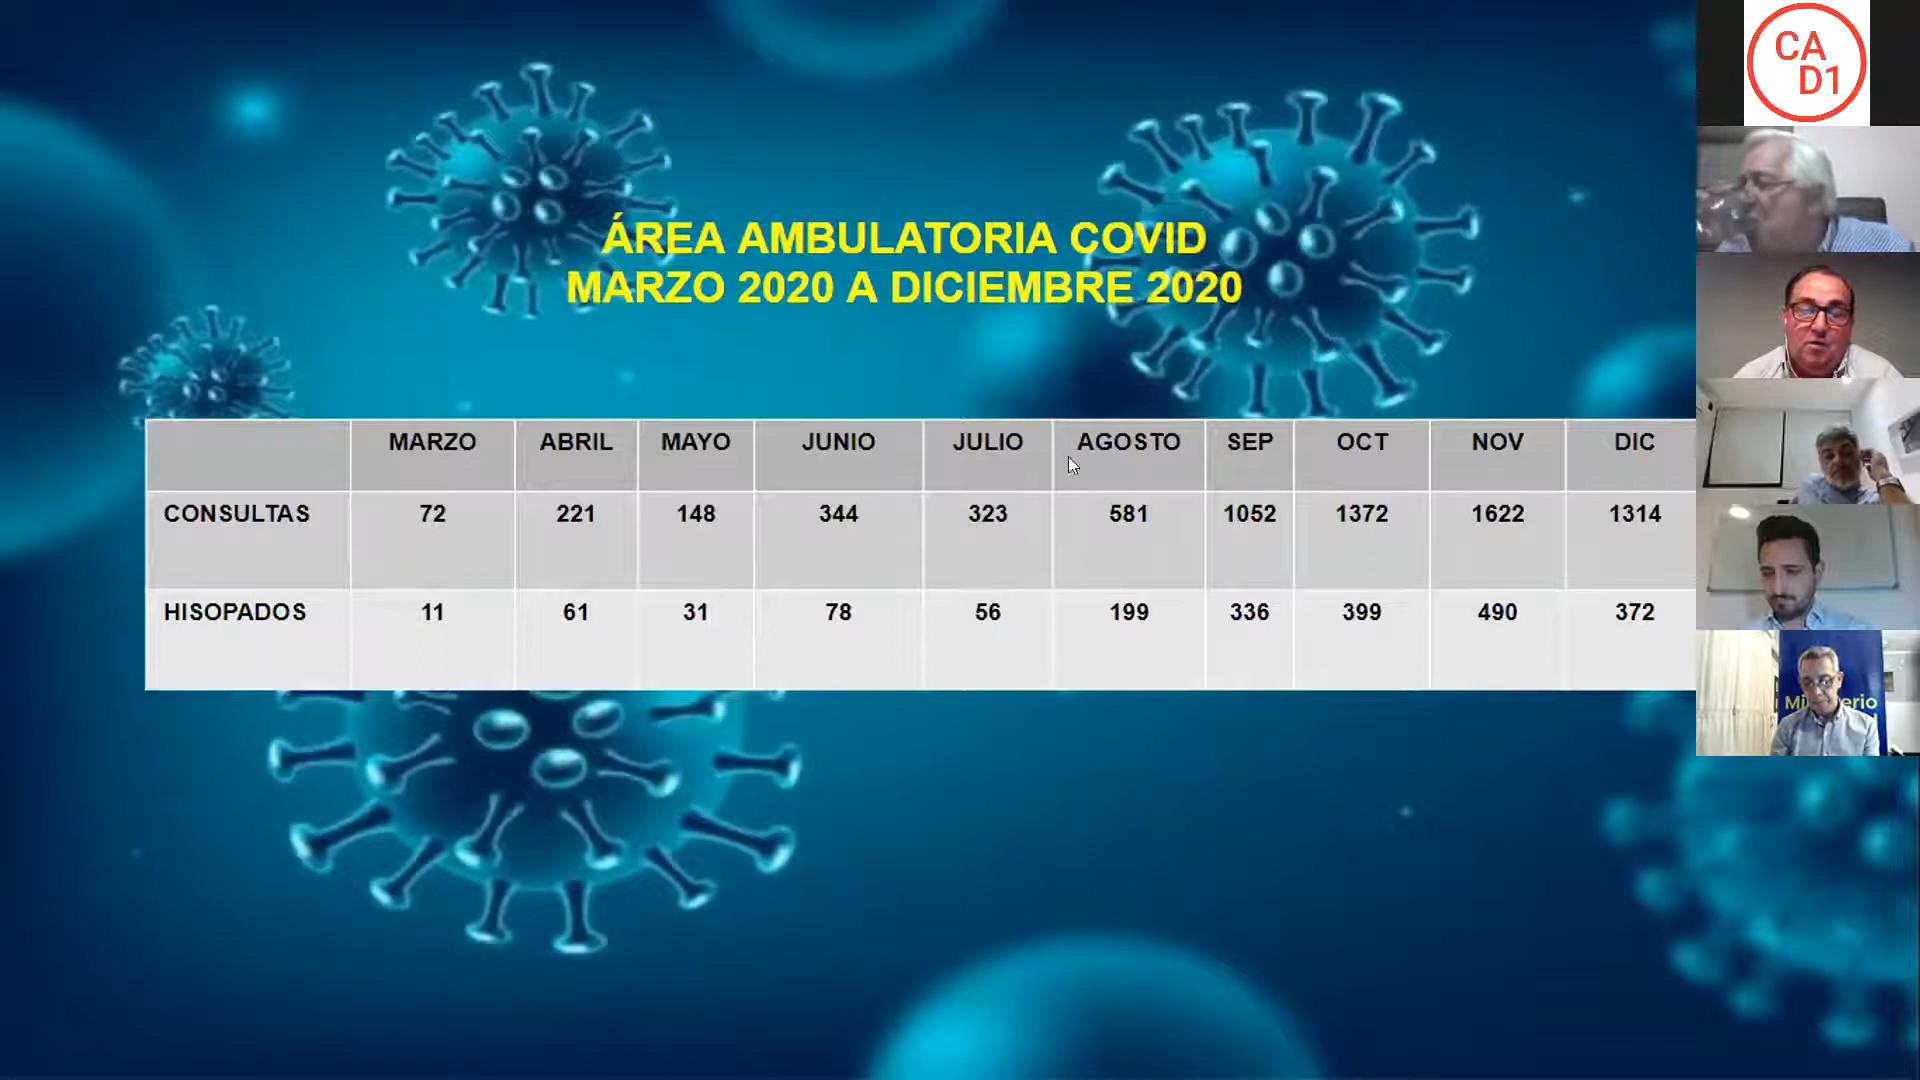 ÁREA AMBULATORIA COVID
MARZO 2020 A DICIEMBRE 2020
MARZO ABRIL MAYO JUNIO JULIO AGOSTO SEP OCT NOV DIC
CONSULTAS 72 221 148 344 323 581 1052 1372 1622 1314
HISOPADOS 11 61 31 78 56 199 336 399 490 372
CA
D1